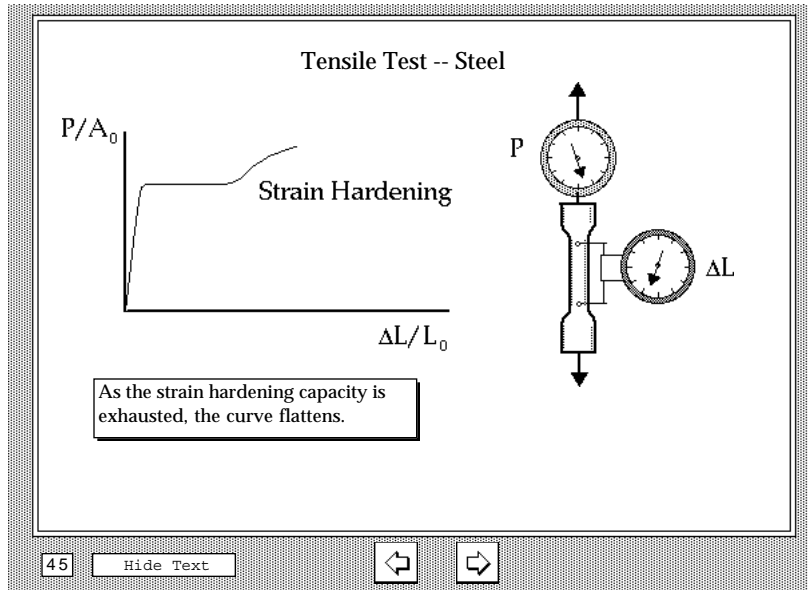 Tensile Test -- Steel
P/A₀
P
Strain Hardening
ΔL
ΔL/L₀
As the strain hardening capacity is
exhausted, the curve flattens.
45
Hide Text